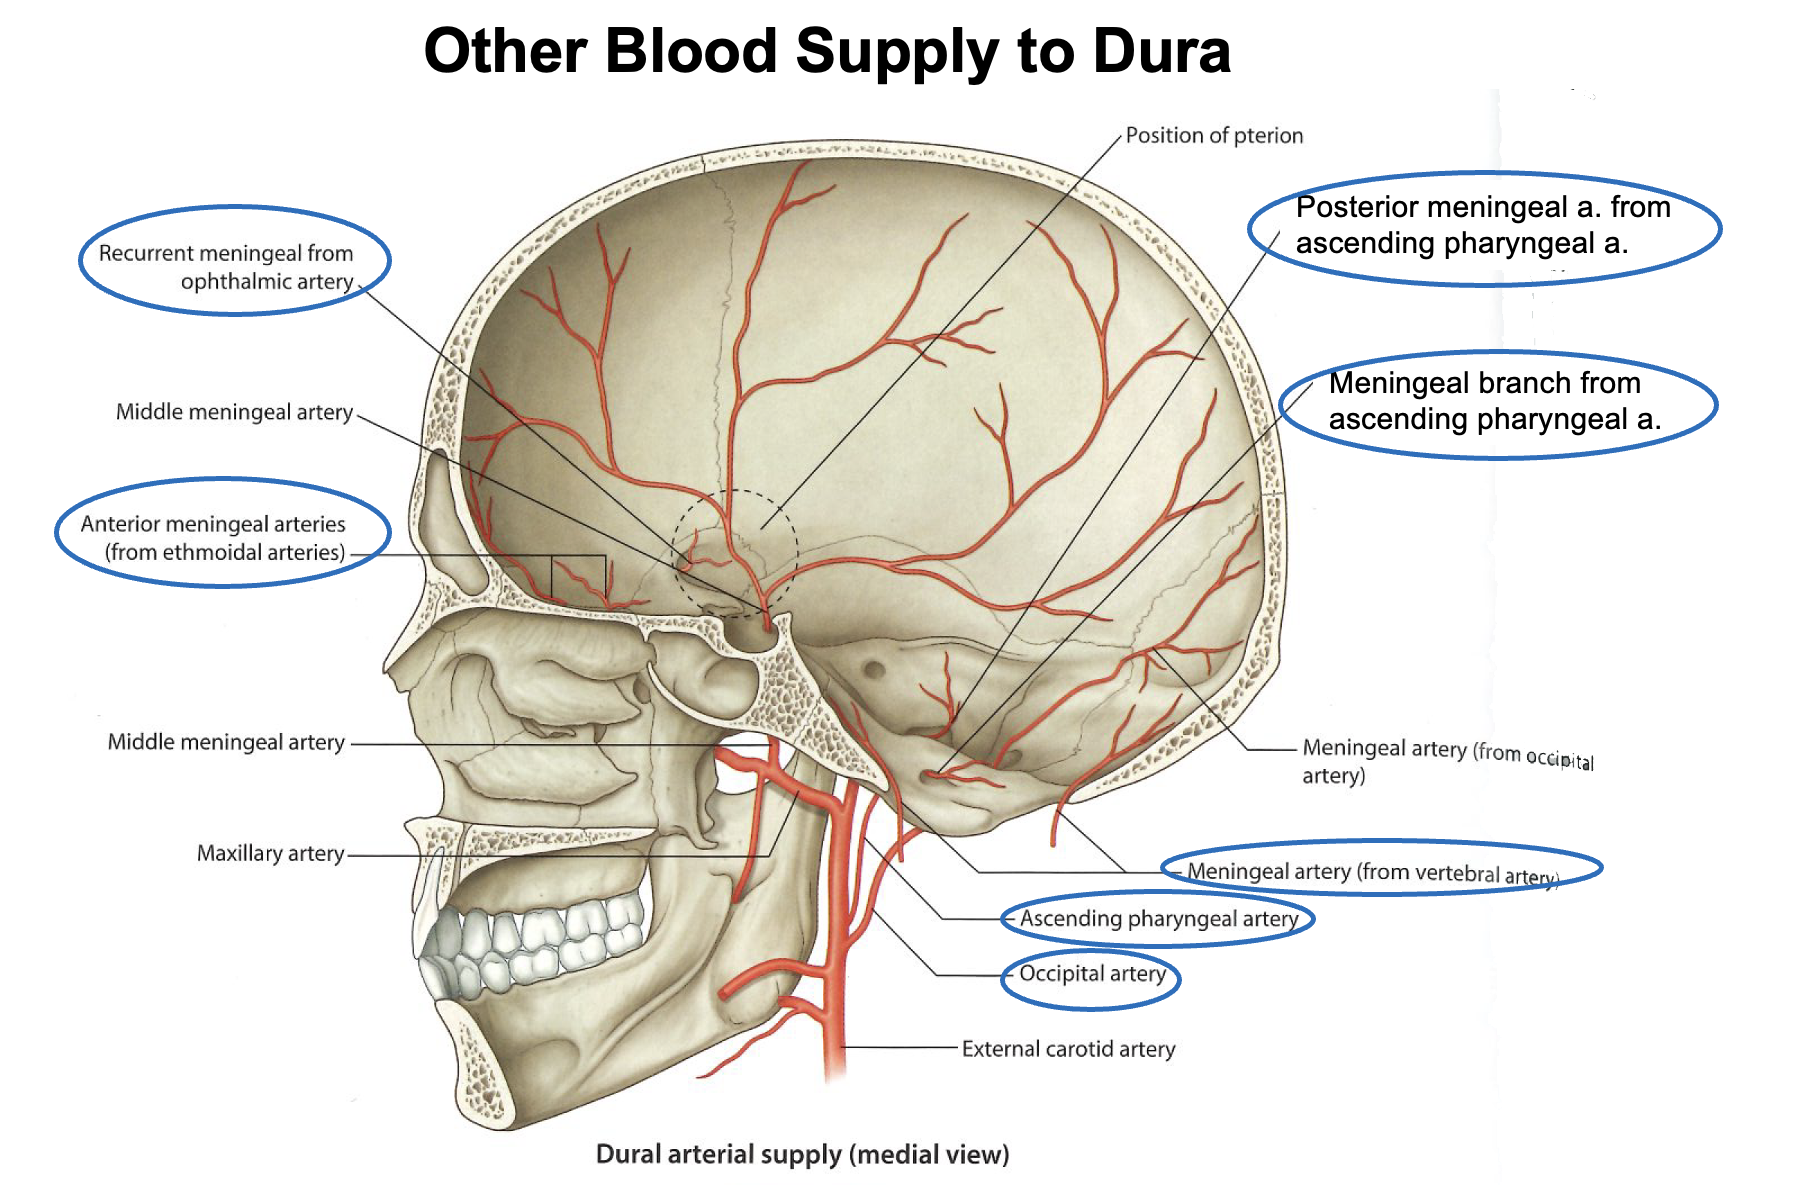 Other Blood Supply to Dura
Position of pterion
Posterior meningeal a. from
ascending pharyngeal a.
Recurrent meningeal from
ophthalmic artery
Meningeal branch from
ascending pharyngeal a.
Middle meningeal artery
Anterior meningeal arteries
(from ethmoidal arteries)
Middle meningeal artery
Meningeal artery (from occipital
artery)
Maxillary artery
Meningeal artery (from vertebral artery)
Ascending pharyngeal artery
Occipital artery
External carotid artery
Dural arterial supply (medial view)